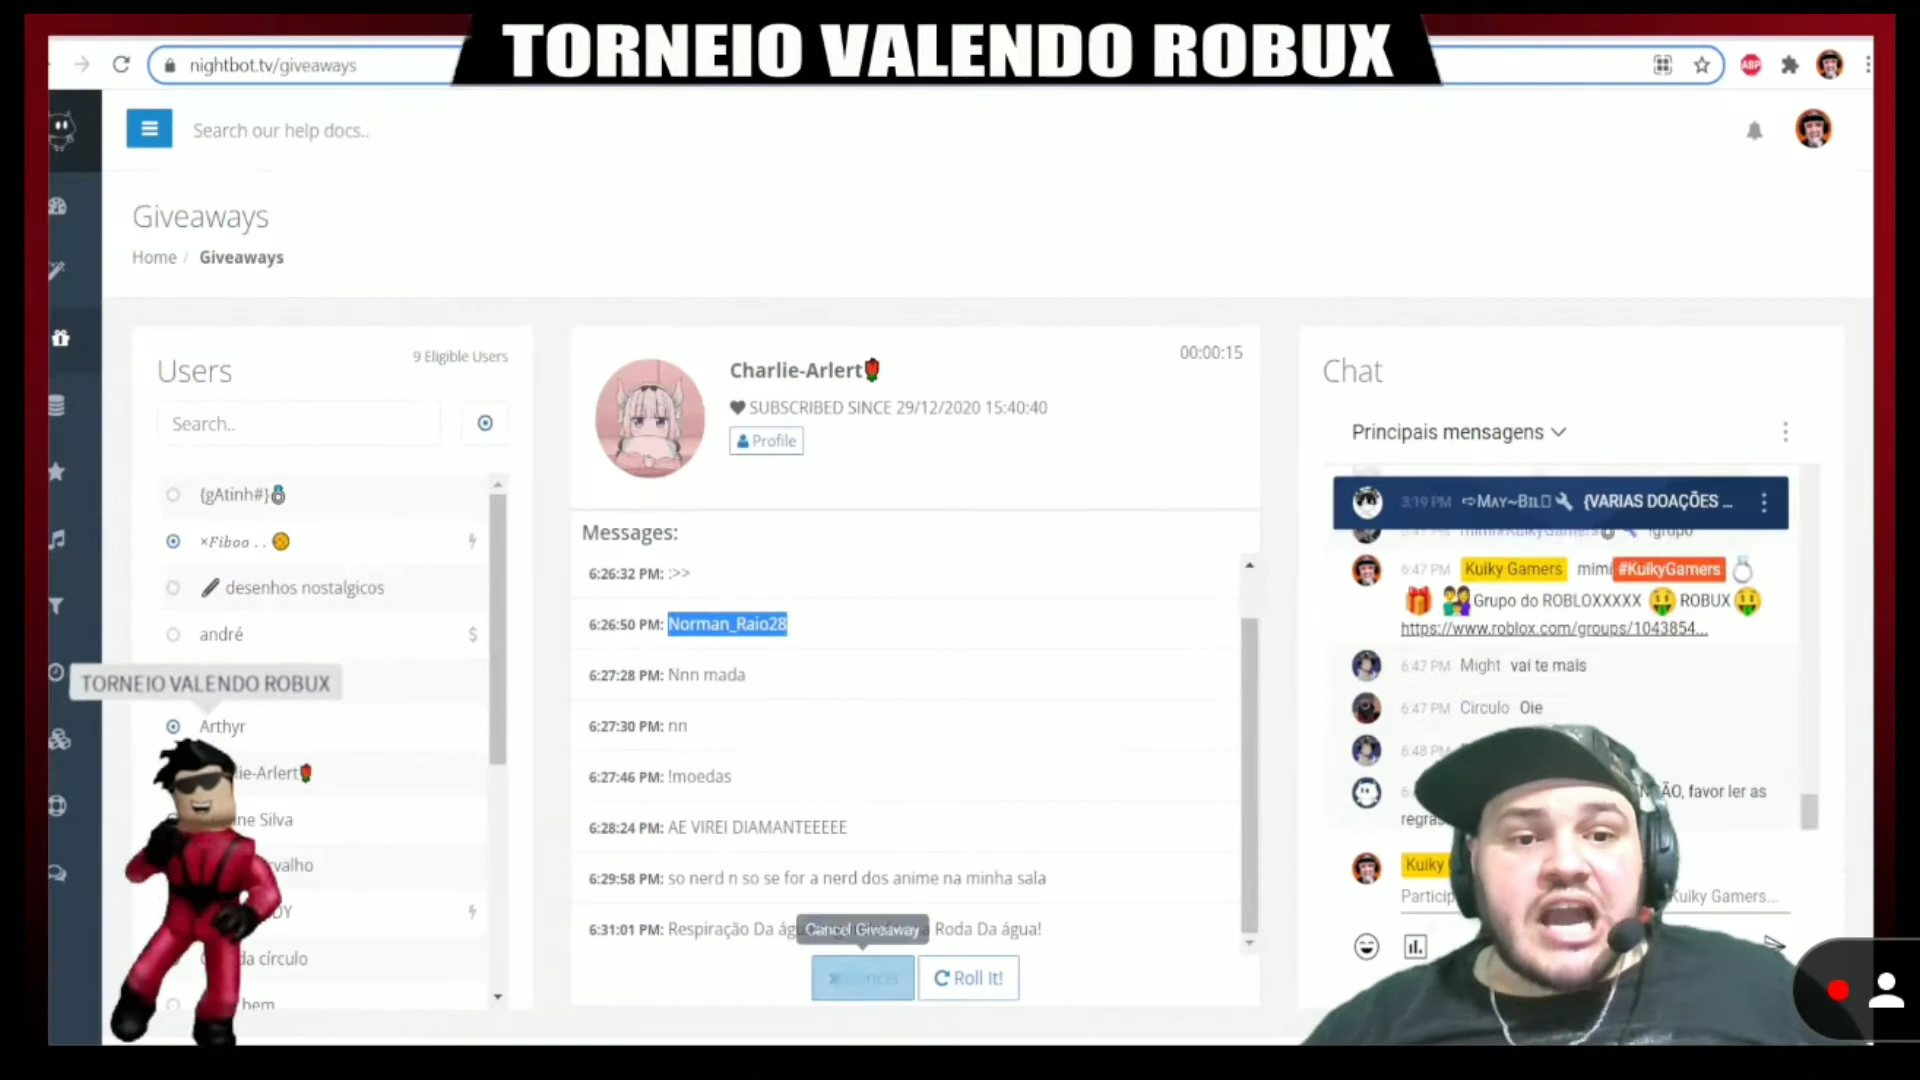 TORNEIO VALENDO ROBUX
nightbot.tv/giveaways
ABP
Search our help docs..
Giveaways
Home / Giveaways
Users
9 Eligible Users
Search..
{gAtinh#}
×Fiboo . .
desenhos nostalgicos
andré
$
TORNEIO VALENDO ROBUX
Arthyr
lie-Arlert
ne Silva
rvalho
DY
da círculo
bem
Charlie-Arlert
00:00:15
SUBSCRIBED SINCE 29/12/2020 15:40:40
Profile
Messages:
6:26:32 PM: :>>
6:26:50 PM: Norman_Raio28
6:27:28 PM: Nnn mada
6:27:30 PM: nn
6:27:46 PM: !moedas
6:28:24 PM: AE VIREI DIAMANTEEEEE
6:29:58 PM: so nerd n so se for a nerd dos anime na minha sala
6:31:01 PM: Respiração Da ág Roda Da água!
Cancel Giveaway
Roll It!
Chat
Principais mensagens
3:19 PM ⇨May~Bil {VARIAS DOAÇÕES ...
6:47 PM Kuiky Gamers mimi #KuikyGamers
Grupo do ROBLOXXXXX ROBUX
https://www.roblox.com/groups/1043854...
6:47 PM Might vai te mais
6:47 PM Circulo Oie
6:48 PM
ÃO, favor ler as
regras
Kuiky
Particip Kuiky Gamers...